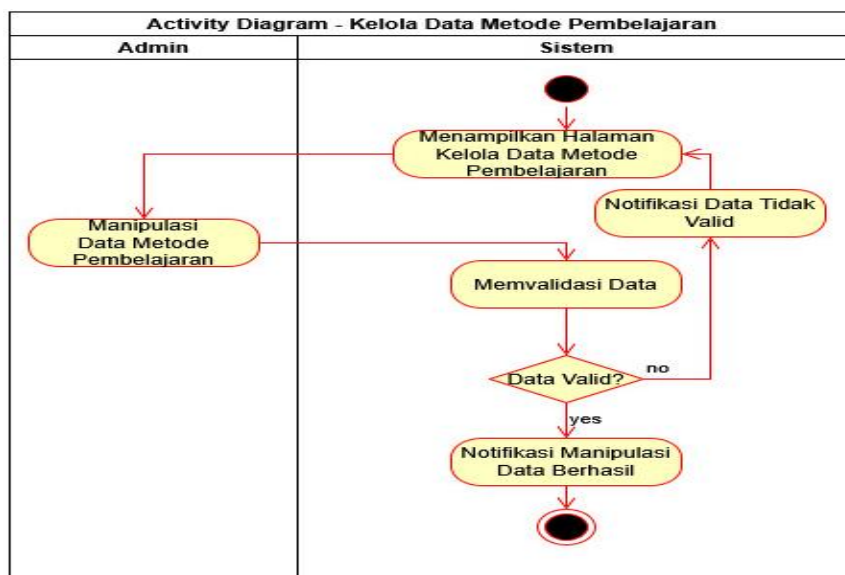 Activity Diagram - Kelola Data Metode Pembelajaran
Admin
Sistem
Menampilkan Halaman
Kelola Data Metode
Pembelajaran
Notifikasi Data Tidak
Valid
Manipulasi
Data Metode
Pembelajaran
Memvalidasi Data
Data Valid?
no
yes
Notifikasi Manipulasi
Data Berhasil